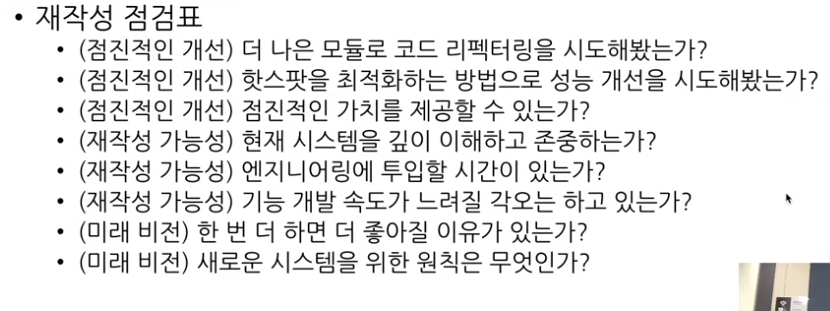 • 재작성 점검표
• (점진적인 개선) 더 나은 모듈로 코드 리펙터링을 시도해봤는가?
• (점진적인 개선) 핫스팟을 최적화하는 방법으로 성능 개선을 시도해봤는가?
• (점진적인 개선) 점진적인 가치를 제공할 수 있는가?
• (재작성 가능성) 현재 시스템을 깊이 이해하고 존중하는가?
• (재작성 가능성) 엔지니어링에 투입할 시간이 있는가?
• (재작성 가능성) 기능 개발 속도가 느려질 각오는 하고 있는가?
• (미래 비전) 한 번 더 하면 더 좋아질 이유가 있는가?
• (미래 비전) 새로운 시스템을 위한 원칙은 무엇인가?